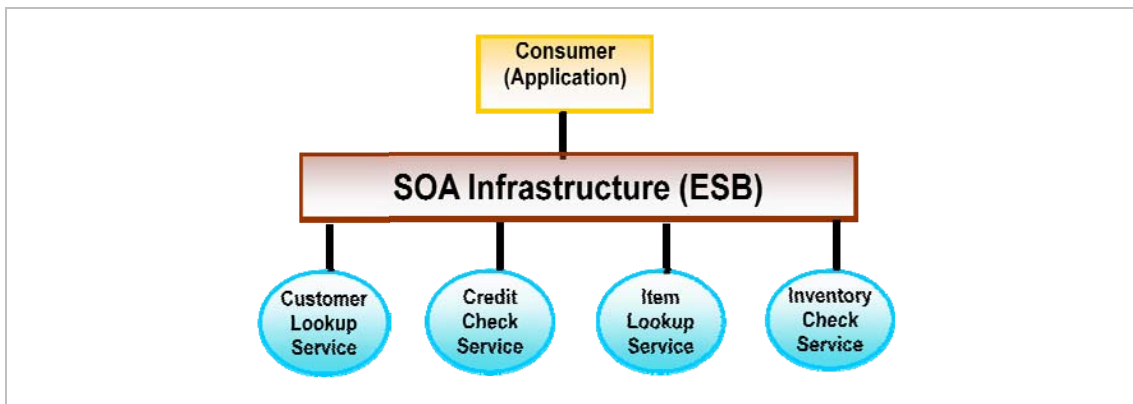 Consumer
(Application)
SOA Infrastructure (ESB)
Customer
Lookup
Service
Credit
Check
Service
Item
Lookup
Service
Inventory
Check
Service